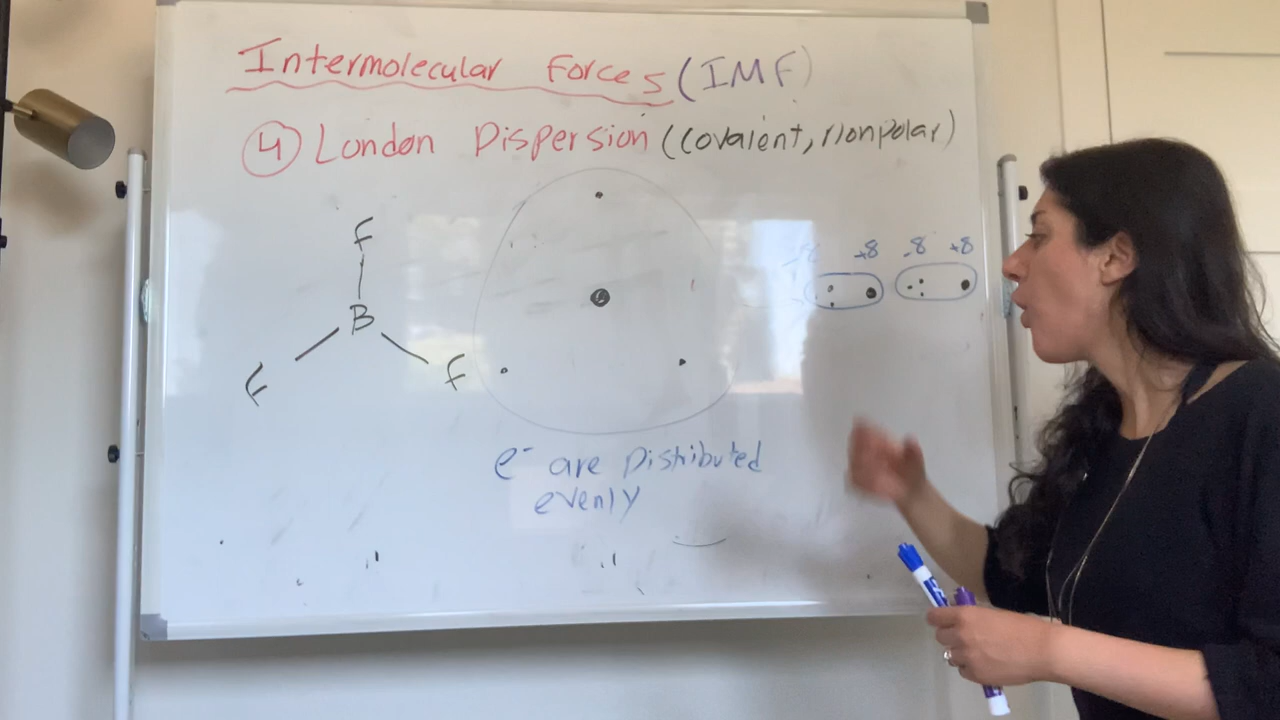 Intermolecular Forces (IMF)
④ London Dispersion (Covalent, nonpolar)
F
B
F
F
-δ +δ -δ +δ
e⁻ are Distributed
evenly